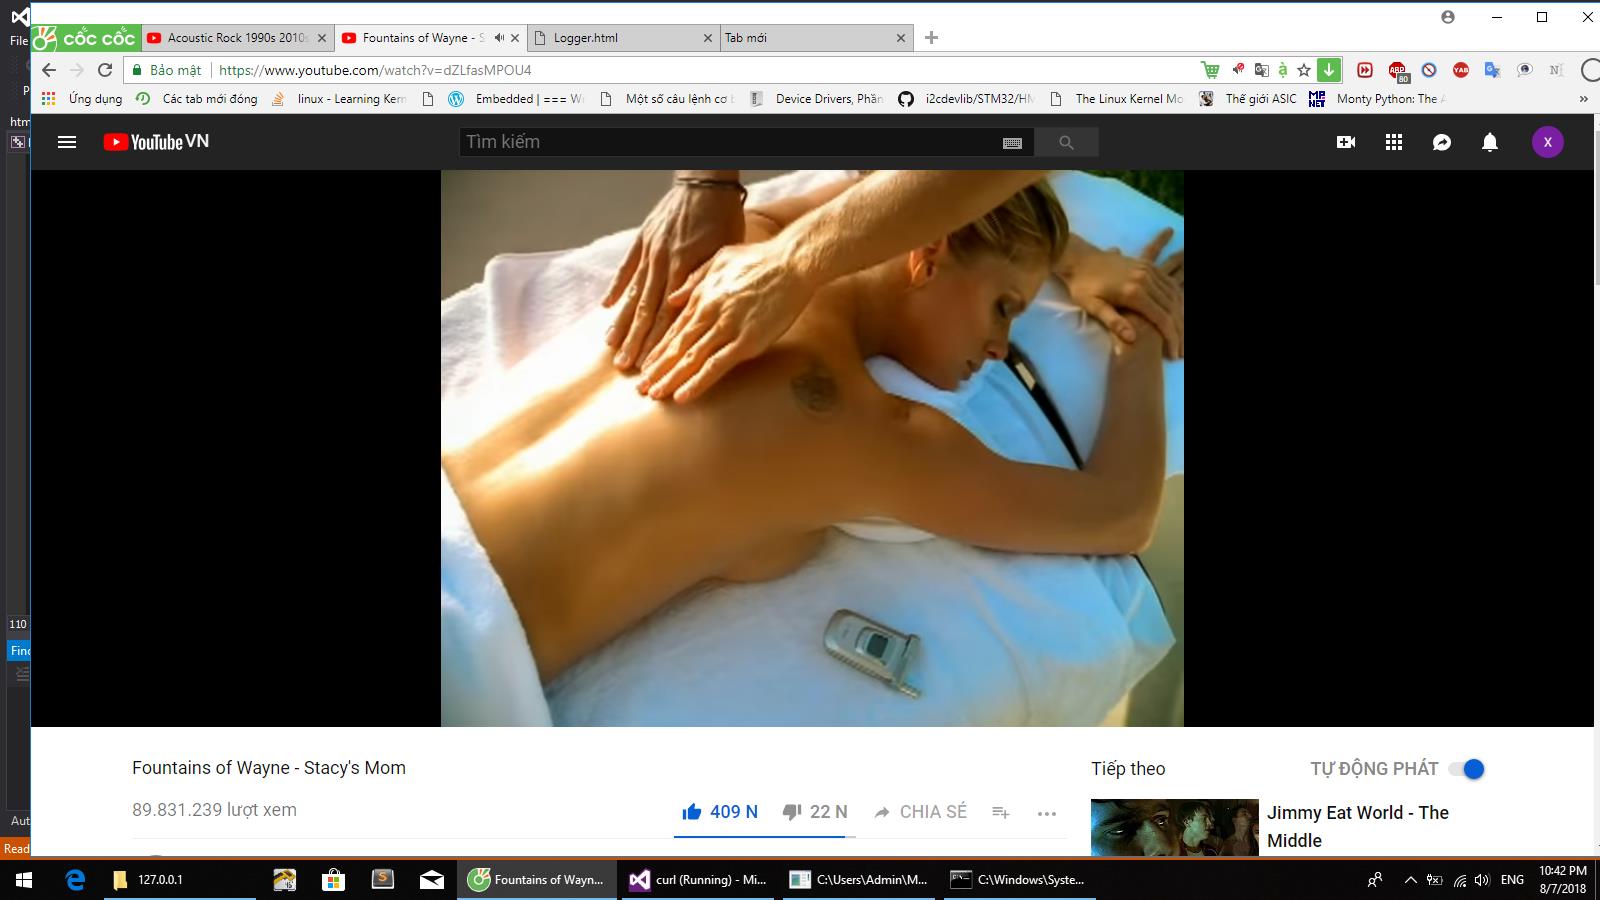 File
cốc cốc
Acoustic Rock 1990s 2010s
Fountains of Wayne - S
Logger.html
Tab mới
Bảo mật
https://www.youtube.com/watch?v=dZLfasMPOU4
ABP
80
YAB
Ứng dụng
Các tab mới đóng
linux - Learning Kern
Embedded | === W
Một số câu lệnh cơ b
Device Drivers, Phần
i2cdevlib/STM32/HM
The Linux Kernel Mo
Thế giới ASIC
Monty Python: The A
»
htm
YouTube VN
Tìm kiếm
X
110
Find
Fountains of Wayne - Stacy's Mom
89.831.239 lượt xem
409 N
22 N
CHIA SẺ
Tiếp theo
TỰ ĐỘNG PHÁT
Jimmy Eat World - The
Middle
Aut
Read
127.0.0.1
Fountains of Wayn...
curl (Running) - Mi...
C:\Users\Admin\M...
C:\Windows\Syste...
ENG
10:42 PM
8/7/2018